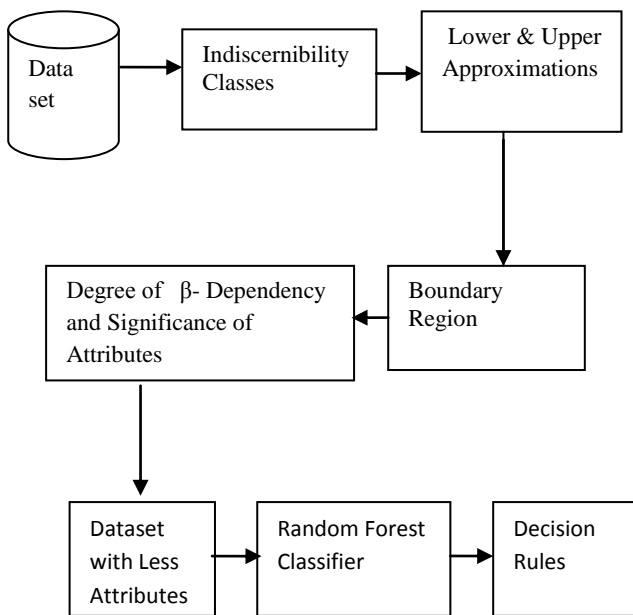 Data
set
Indiscernibility
Classes
Lower & Upper
Approximations
Boundary
Region
Degree of β- Dependency
and Significance of
Attributes
Dataset
with Less
Attributes
Random Forest
Classifier
Decision
Rules